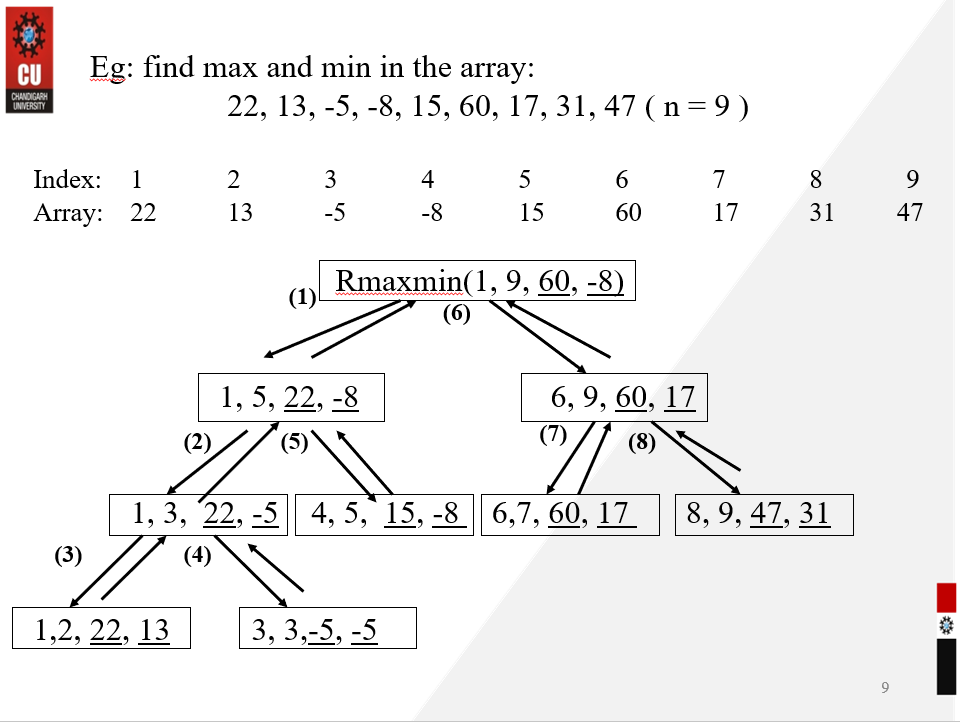 CU
CHANDIGARH
UNIVERSITY
Eg: find max and min in the array:
22, 13, -5, -8, 15, 60, 17, 31, 47 ( n = 9 )
Index: 1 2 3 4 5 6 7 8 9
Array: 22 13 -5 -8 15 60 17 31 47
Rmaxmin(1, 9, 60, -8)
(1) (6)
1, 5, 22, -8 6, 9, 60, 17
(2) (5) (7) (8)
1, 3, 22, -5 4, 5, 15, -8 6,7, 60, 17 8, 9, 47, 31
(3) (4)
1,2, 22, 13 3, 3,-5, -5
9